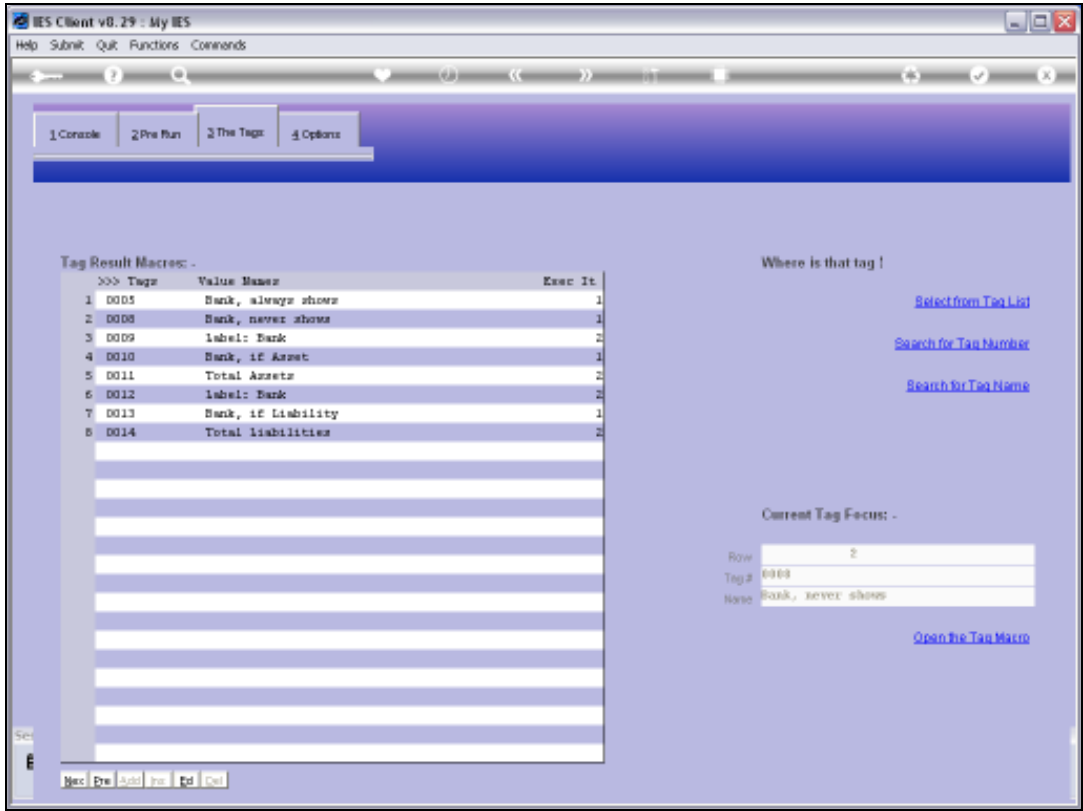 IES Client v8.29 : My IES
Help Submit Quit Functions Commands
1 Console 2 Pre Run 3 The Tags 4 Options
Tag Result Macros: -
>>> Tags Value Names Exec It
1 0005 Bank, always shows 1
2 0008 Bank, never shows 1
3 0009 label: Bank 2
4 0010 Bank, if Asset 1
5 0011 Total Assets 2
6 0012 label: Bank 2
7 0013 Bank, if Liability 1
8 0014 Total liabilities 2
Where is that tag !
Select from Tag List
Search for Tag Number
Search for Tag Name
Current Tag Focus: -
Row 2
Tag # 0008
Name Bank, never shows
Open the Tag Macro
Nex Pre Add Ins Ed Del